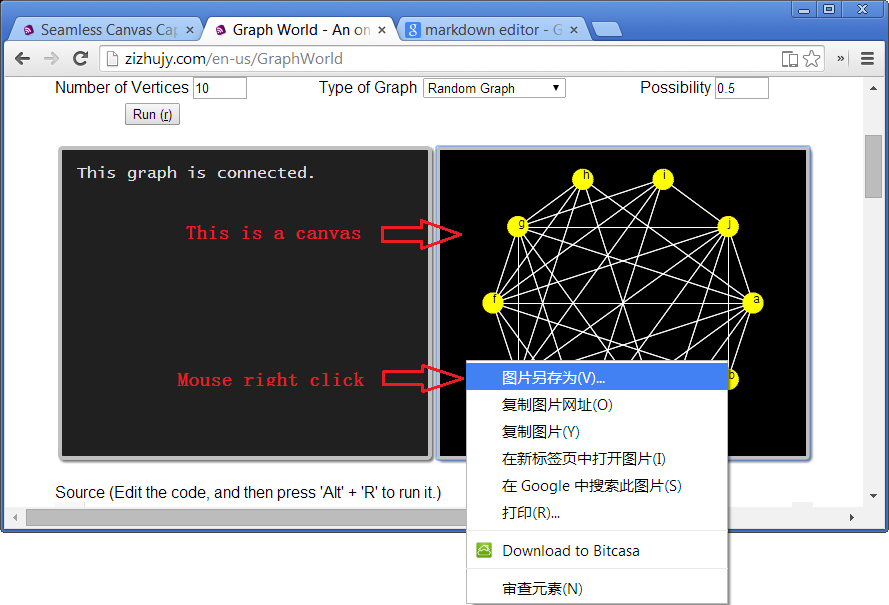 Seamless Canvas Cap
Graph World - An on
markdown editor - G
zizhujy.com/en-us/GraphWorld
Number of Vertices 10 Type of Graph Random Graph Possibility 0.5
Run (r)
This graph is connected.
h i
g j
f a
b
This is a canvas
Mouse right click
图片另存为(V)...
复制图片网址(O)
复制图片(Y)
在新标签页中打开图片(I)
在 Google 中搜索此图片(S)
打印(R)...
Download to Bitcasa
审查元素(N)
Source (Edit the code, and then press 'Alt' + 'R' to run it.)